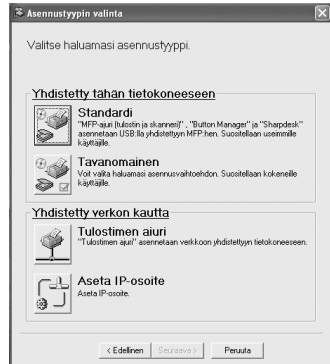 Asennustyypin valinta
Valitse haluamasi asennustyyppi.
Yhdistetty tähän tietokoneeseen
Standardi
"MFP-ajuri (tulostin ja skanneri)" , "Button Manager" ja "Sharpdesk"
asennetaan USB:lla yhdistettyyn MFP:hen. Suositellaan useimmille
käyttäjille.
Tavanomainen
Voit valita haluamasi asennusvaihtoehdon. Suositellaan kokeneille
käyttäjille.
Yhdistetty verkon kautta
Tulostimen ajuri
"Tulostimen ajuri" asennetaan verkkoon yhdistettyyn tietokoneeseen.
Aseta IP-osoite
Aseta IP-osoite.
< Edellinen
Seuraava >
Peruuta